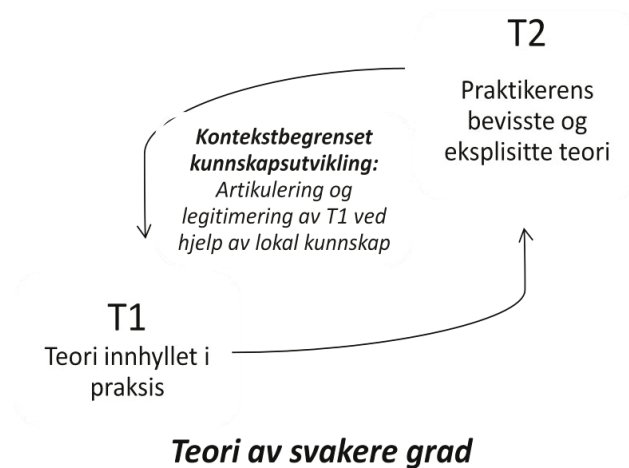 T2
Praktikerens
bevisste og
eksplisitte teori
Kontekstbegrenset
kunnskapsutvikling:
Artikulering og
legitimering av T1 ved
hjelp av lokal kunnskap
T1
Teori innhyllet i
praksis
Teori av svakere grad